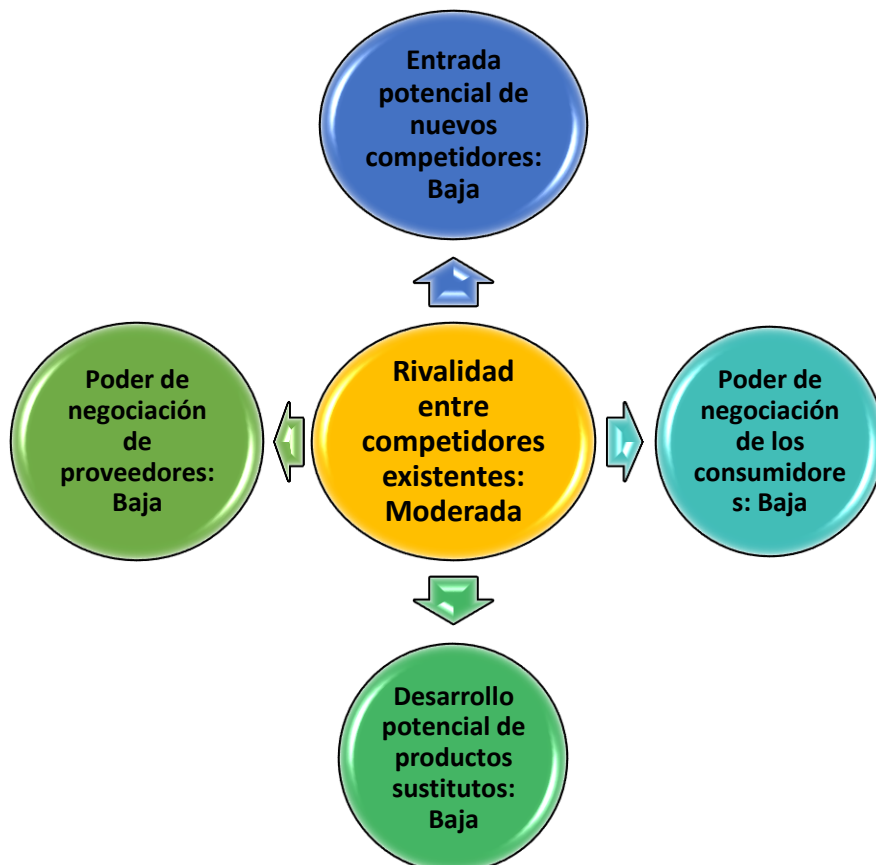 Entrada
potencial de
nuevos
competidores:
Baja
Poder de
negociación
de
proveedores:
Baja
Rivalidad
entre
competidores
existentes:
Moderada
Poder de
negociación
de los
consumidore
s: Baja
Desarrollo
potencial de
productos
sustitutos:
Baja